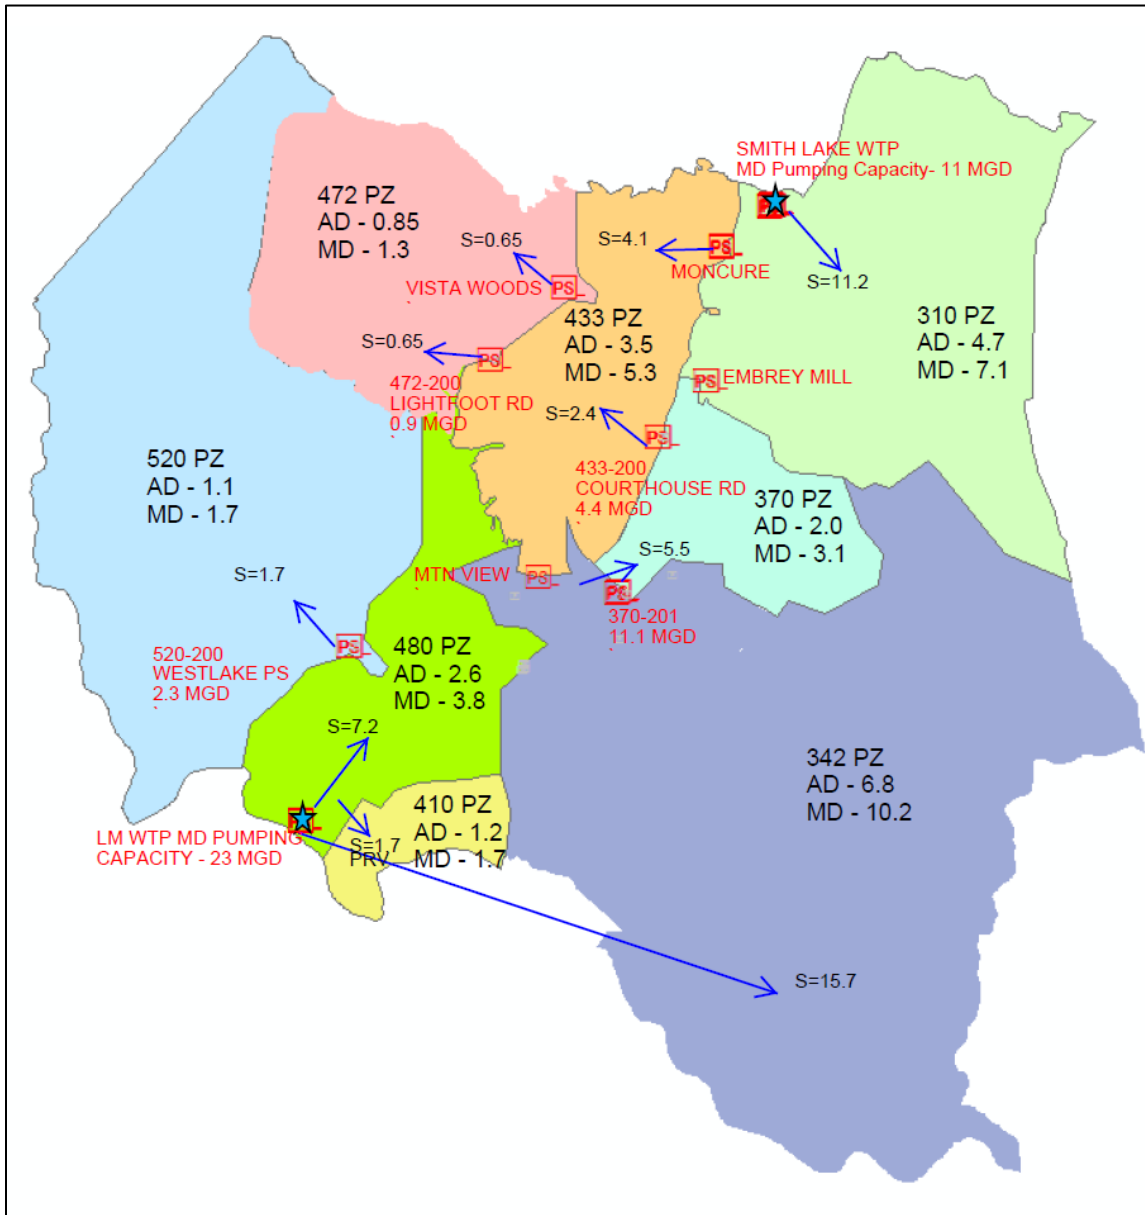 SMITH LAKE WTP
MD Pumping Capacity- 11 MGD
PS
S=11.2
472 PZ
AD - 0.85
MD - 1.3
S=0.65
VISTA WOODS
PS
S=4.1
PS
MONCURE
433 PZ
AD - 3.5
MD - 5.3
310 PZ
AD - 4.7
MD - 7.1
S=0.65
PS
472-200
LIGHTFOOT RD
0.9 MGD
PS
EMBREY MILL
S=2.4
PS
433-200
COURTHOUSE RD
4.4 MGD
520 PZ
AD - 1.1
MD - 1.7
370 PZ
AD - 2.0
MD - 3.1
S=5.5
MTN VIEW
PS
PS
370-201
11.1 MGD
S=1.7
PS
520-200
WESTLAKE PS
2.3 MGD
480 PZ
AD - 2.6
MD - 3.8
S=7.2
342 PZ
AD - 6.8
MD - 10.2
410 PZ
AD - 1.2
MD - 1.7
S=1.7
PRV
LM WTP MD PUMPING
CAPACITY - 23 MGD
S=15.7